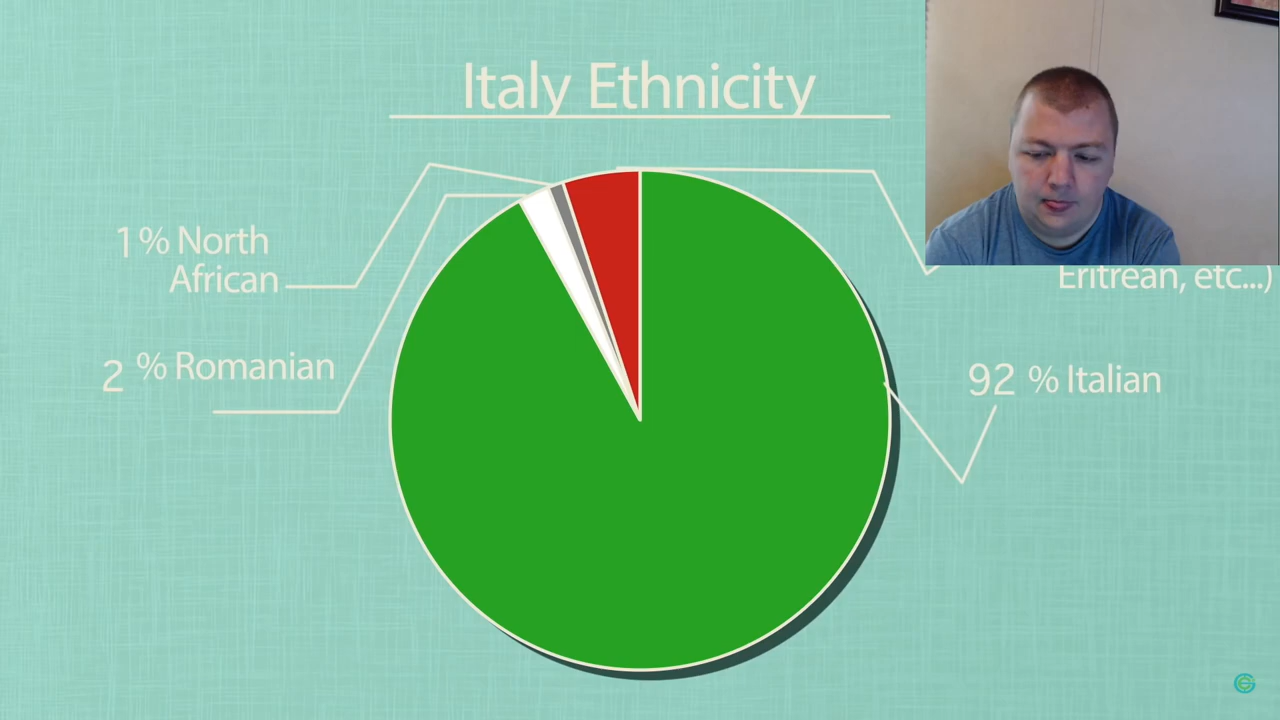 Italy Ethnicity
1% North
African
2 % Romanian
Eritrean, etc...)
92 % Italian